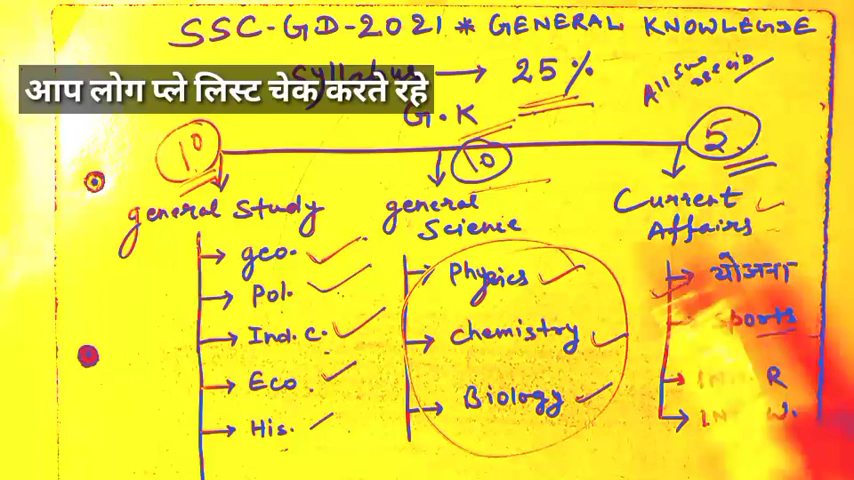 SSC-GD-2021 * GENERAL KNOWLEGSE
Syllabus → 25%
आप लोग प्ले लिस्ट चेक करते रहे
G.K
10
10
5
general Study
geo.
Pol.
Ind. c.
Eco.
His.
general Science
Physics
chemistry
Biology
Current Affairs
योजना
Sports
R
W.